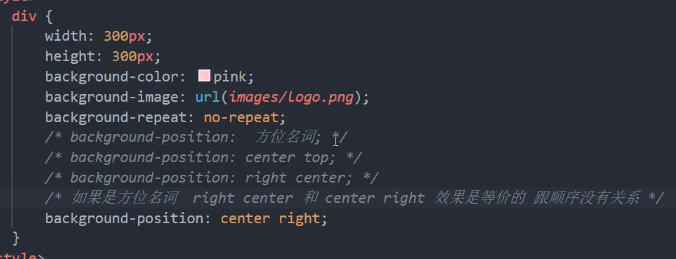 style>
div {
width: 300px;
height: 300px;
background-color: pink;
background-image: url(images/logo.png);
background-repeat: no-repeat;
/* background-position:  方位名词; */
/* background-position: center top; */
/* background-position: right center; */
/* 如果是方位名词  right center 和 center right 效果是等价的 跟顺序没有关系 */
background-position: center right;
}
style>